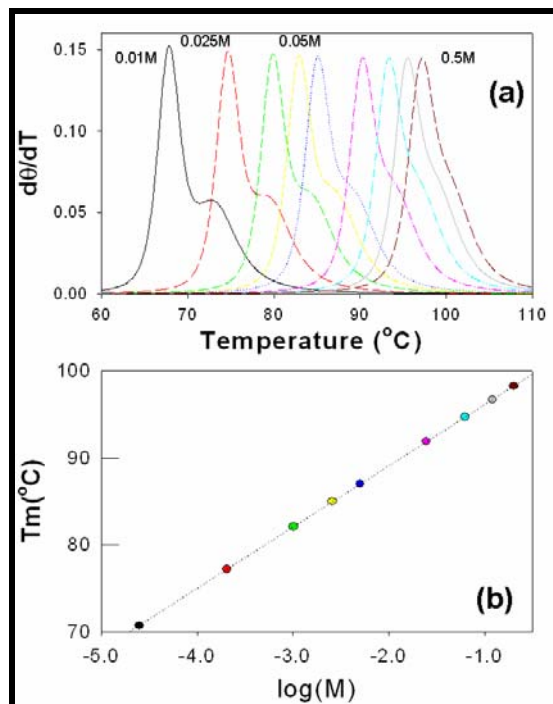 0.15
0.01M
0.025M
0.05M
0.5M
(a)
0.10
dθ/dT
0.05
0.00
60 70 80 90 100 110
Temperature (°C)
100
90
Tm(°C)
80
(b)
70
-5.0 -4.0 -3.0 -2.0 -1.0
log(M)